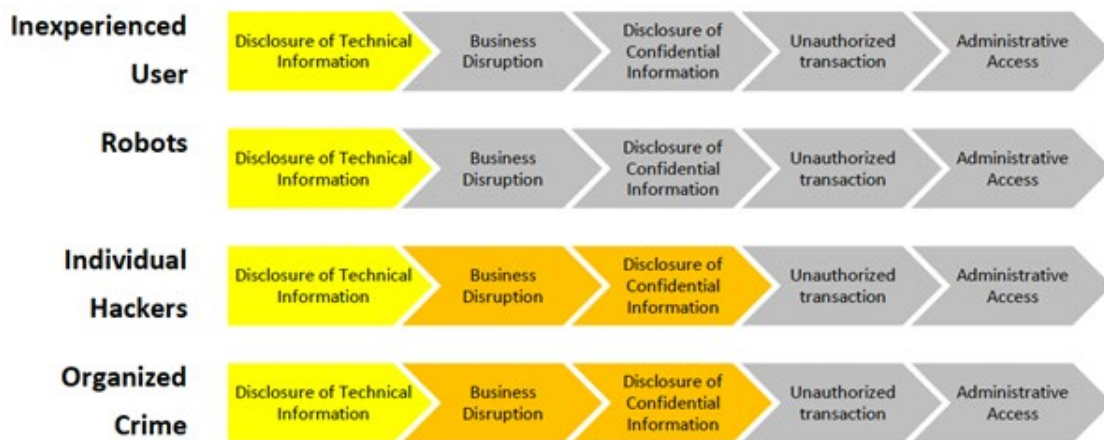 Inexperienced
User
Disclosure of Technical
Information
Business
Disruption
Disclosure of
Confidential
Information
Unauthorized
transaction
Administrative
Access
Robots
Disclosure of Technical
Information
Business
Disruption
Disclosure of
Confidential
Information
Unauthorized
transaction
Administrative
Access
Individual
Hackers
Disclosure of Technical
Information
Business
Disruption
Disclosure of
Confidential
Information
Unauthorized
transaction
Administrative
Access
Organized
Crime
Disclosure of Technical
Information
Business
Disruption
Disclosure of
Confidential
Information
Unauthorized
transaction
Administrative
Access